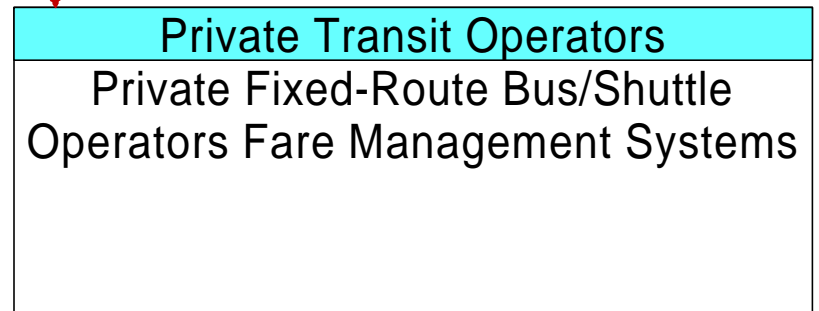 Private Transit Operators
Private Fixed-Route Bus/Shuttle
Operators Fare Management Systems